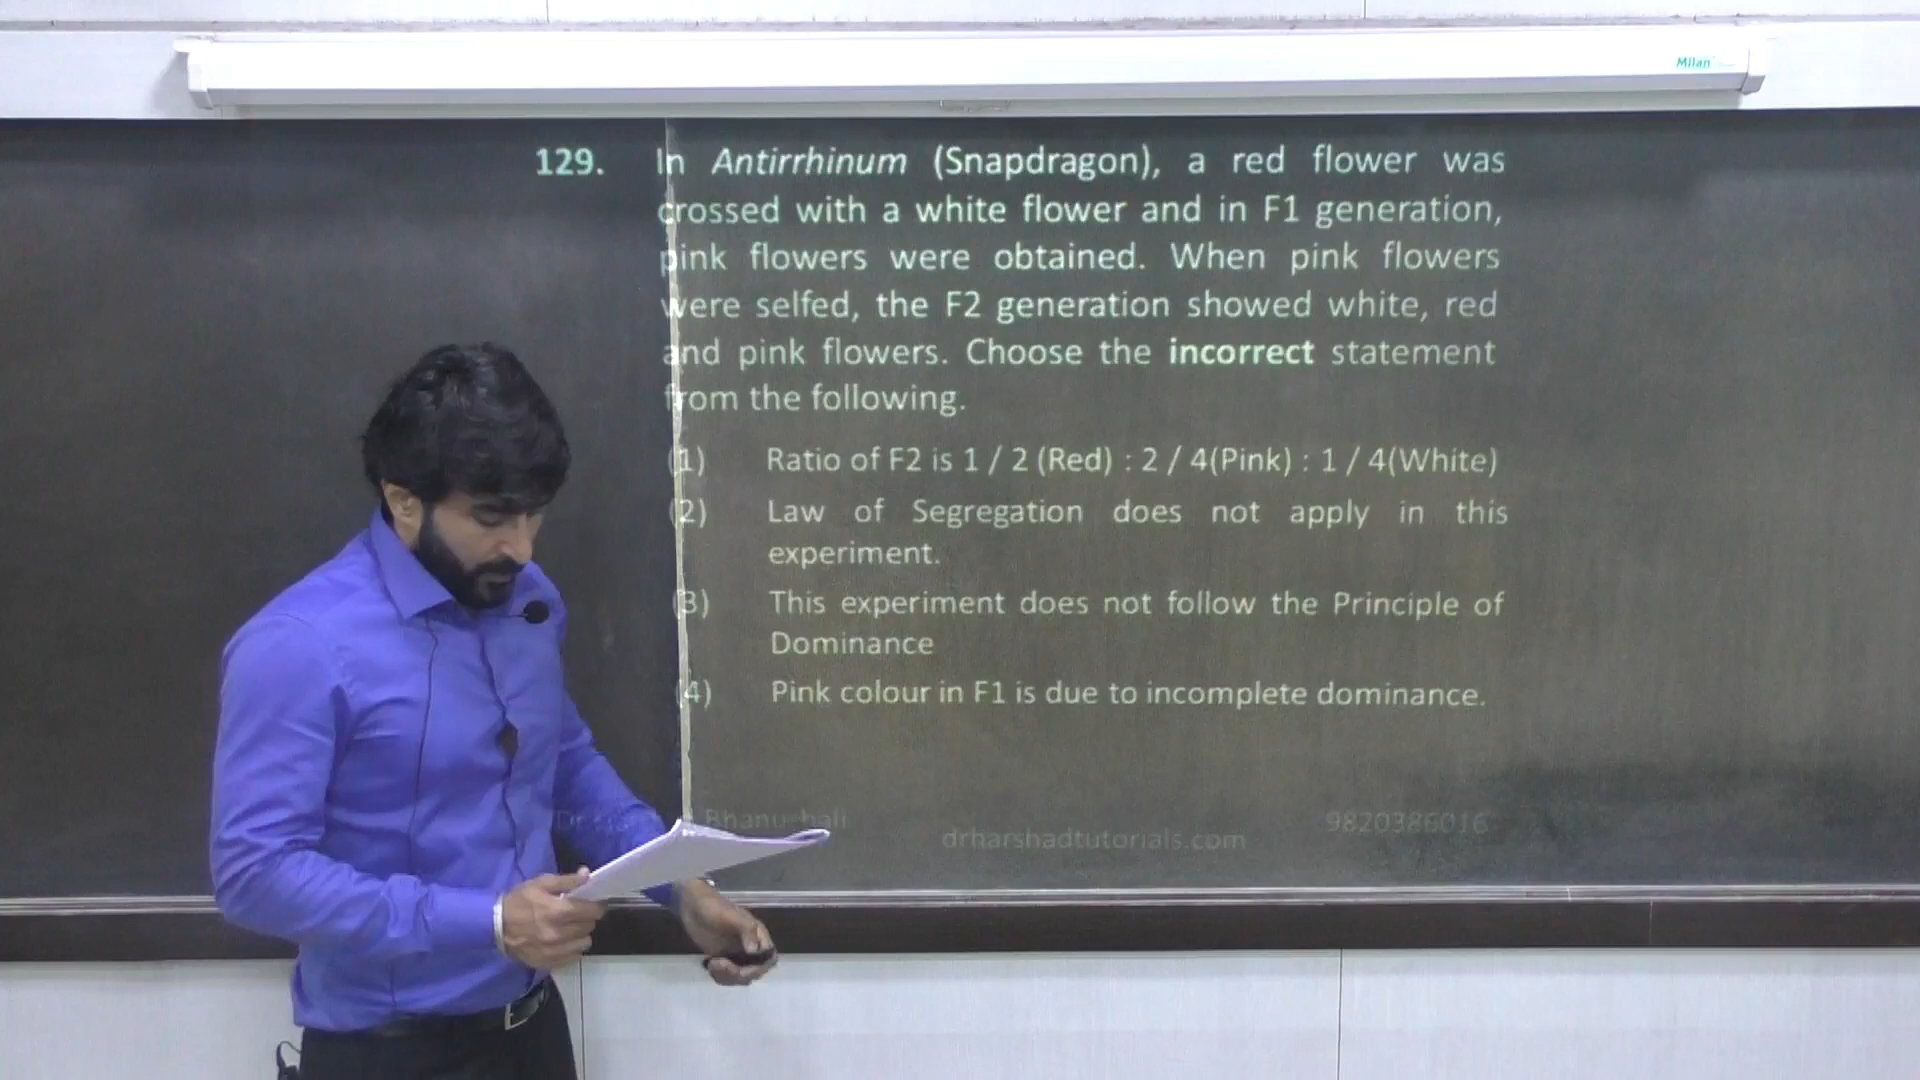 Milan
129. In Antirrhinum (Snapdragon), a red flower was
crossed with a white flower and in F1 generation,
pink flowers were obtained. When pink flowers
were selfed, the F2 generation showed white, red
and pink flowers. Choose the incorrect statement
from the following.
(1) Ratio of F2 is 1 / 2 (Red) : 2 / 4(Pink) : 1 / 4(White)
(2) Law of Segregation does not apply in this
experiment.
(3) This experiment does not follow the Principle of
Dominance
(4) Pink colour in F1 is due to incomplete dominance.
Dr Bhanushali
drharshadtutorials.com
9820386016